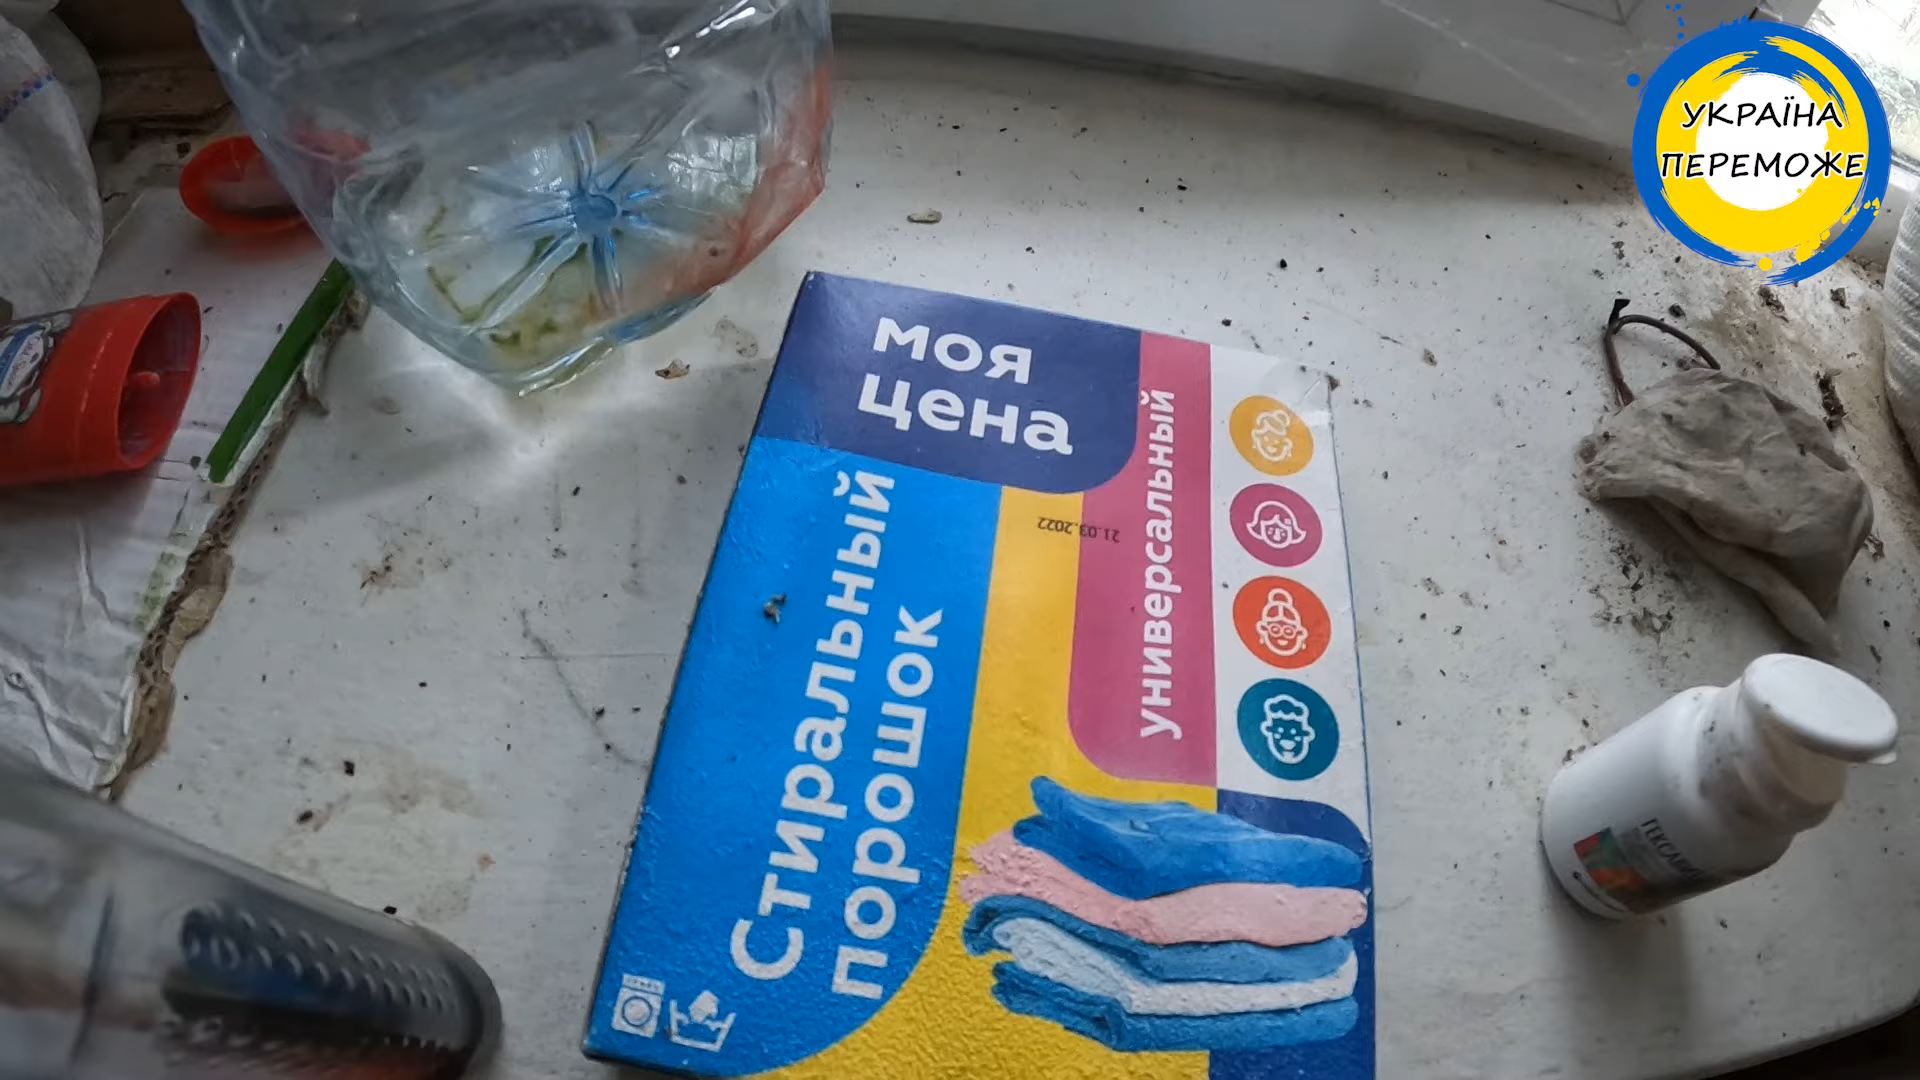 УКРАЇНА
ПЕРЕМОЖЕ
моя
цена
Стиральный
порошок
универсальный
21.03.2022